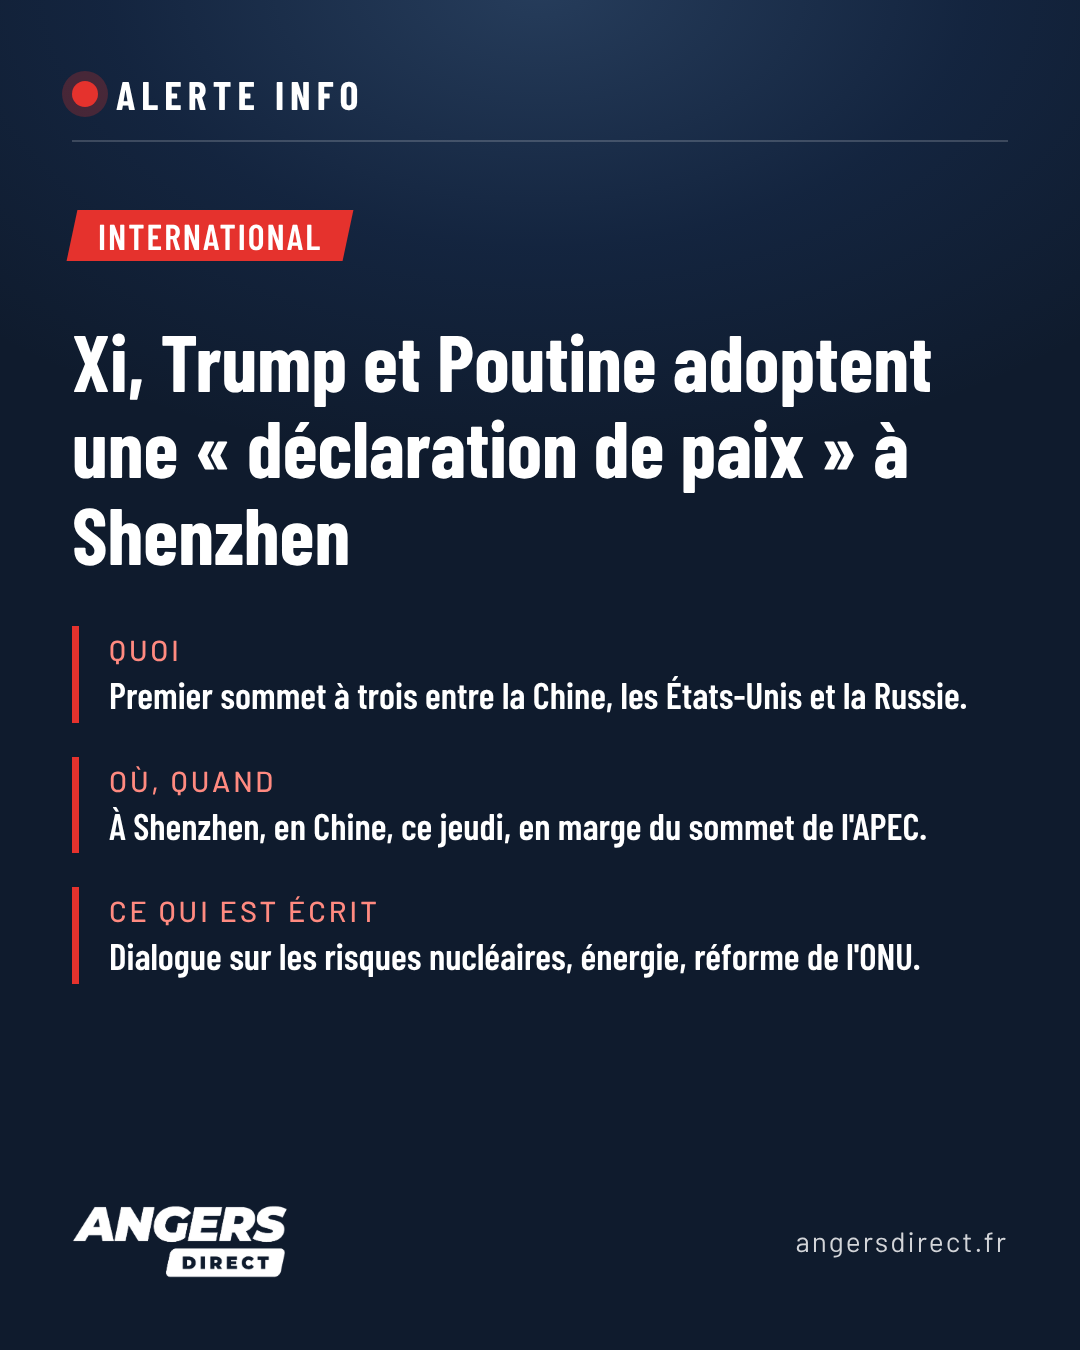 ALERTE INFO
INTERNATIONAL
Xi, Trump et Poutine adoptent
une « déclaration de paix » à
Shenzhen
QUOI
Premier sommet à trois entre la Chine, les États-Unis et la Russie.
OÙ, QUAND
À Shenzhen, en Chine, ce jeudi, en marge du sommet de l'APEC.
CE QUI EST ÉCRIT
Dialogue sur les risques nucléaires, énergie, réforme de l'ONU.
ANGERS
DIRECT
angersdirect.fr